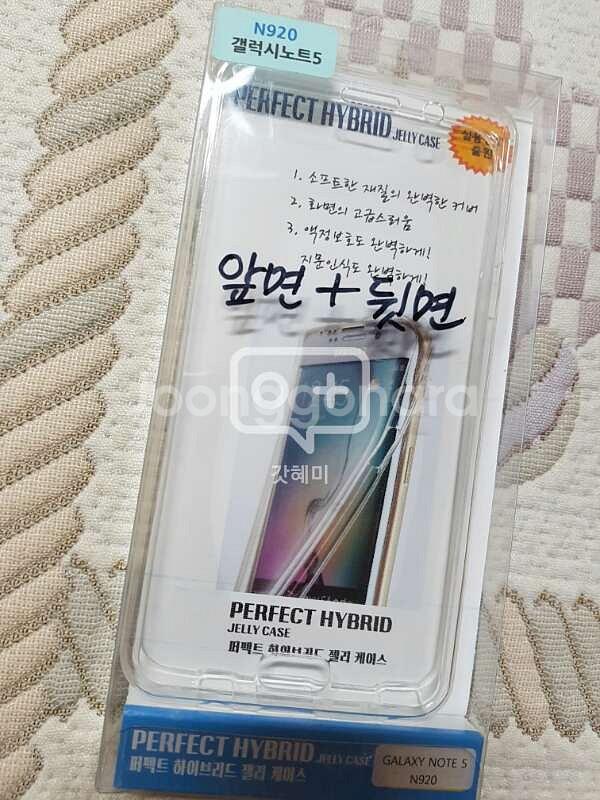 N920
갤럭시노트5
PERFECT HYBRID JELLY CASE
1. 소프트한 재질의 완벽한 커버
2. 화면의 고급스러움
3. 액정보호도 완벽하게!
지문인식도 완벽하게!
앞면 + 뒷면
joonggonara
갓혜미
PERFECT HYBRID
JELLY CASE
퍼펙트 하이브리드 젤리 케이스
PERFECT HYBRID JELLY CASE
퍼펙트 하이브리드 젤리 케이스
GALAXY NOTE 5
N920